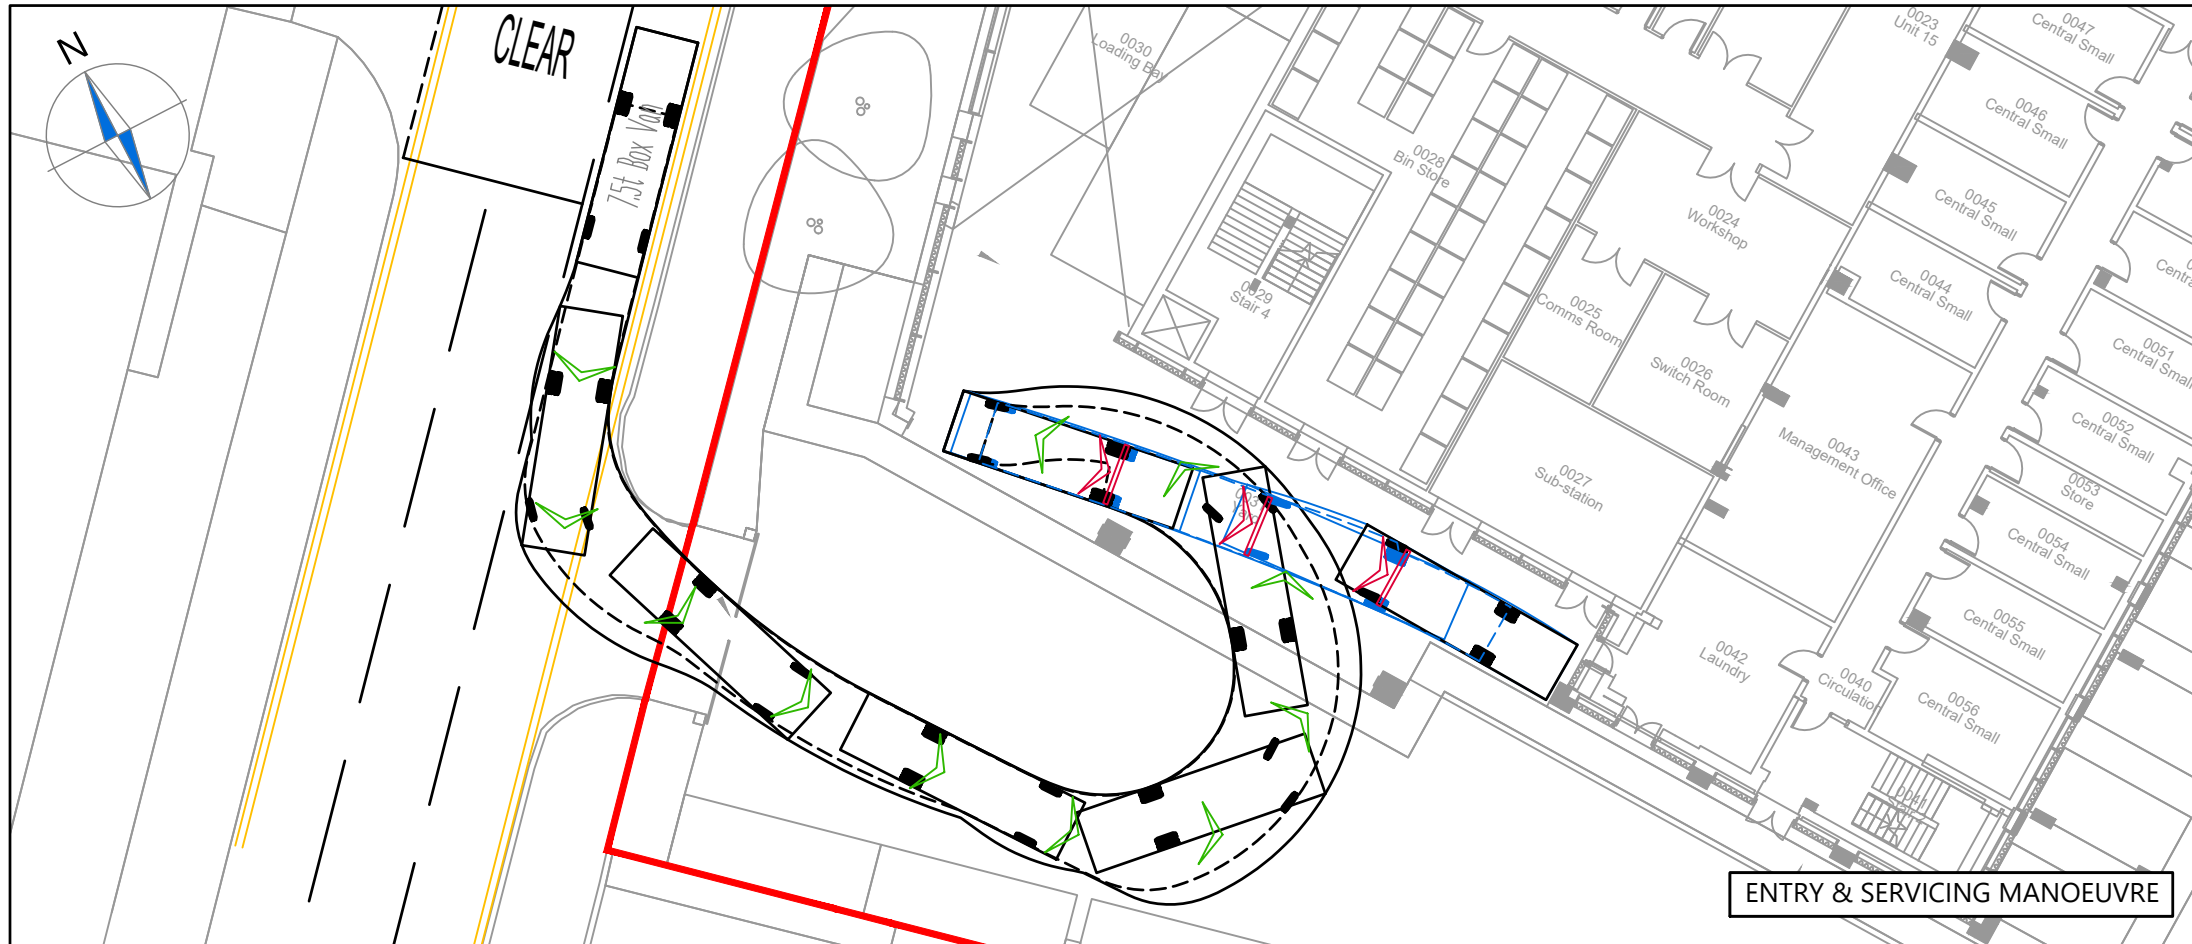 N
CLEAR
7.5t Box Van
0030
Loading Bay
0028
Bin Store
0029
Stair 4
0023
Unit 15
0047
Central Small
0046
Central Small
0045
Central Small
0024
Workshop
0025
Comms Room
0026
Switch Room
0044
Central Small
0027
Sub-station
0043
Management Office
0051
Central Small
0052
Central Small
0053
Store
0054
Central Small
0055
Central Small
0042
Laundry
0040
Circulatio
0056
Central Small
0041
ENTRY & SERVICING MANOEUVRE